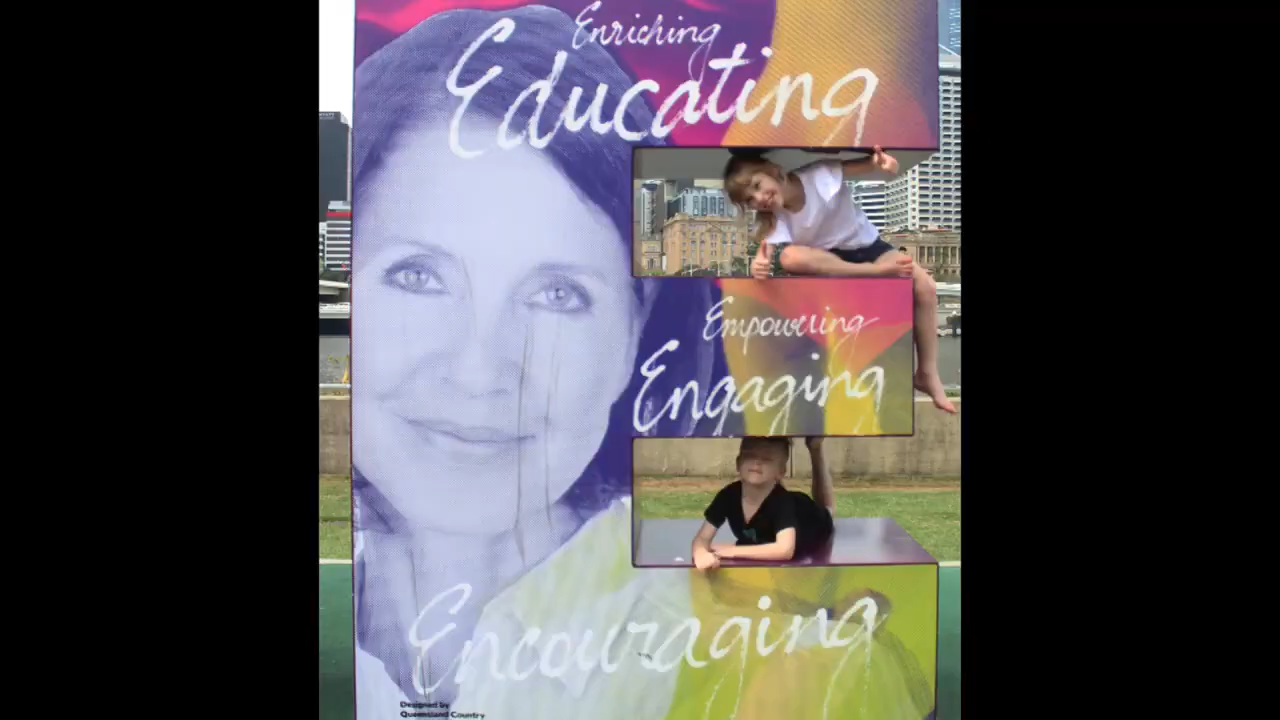 Enriching
Educating
Empowering
Engaging
Encouraging
Designed by
Queensland Country